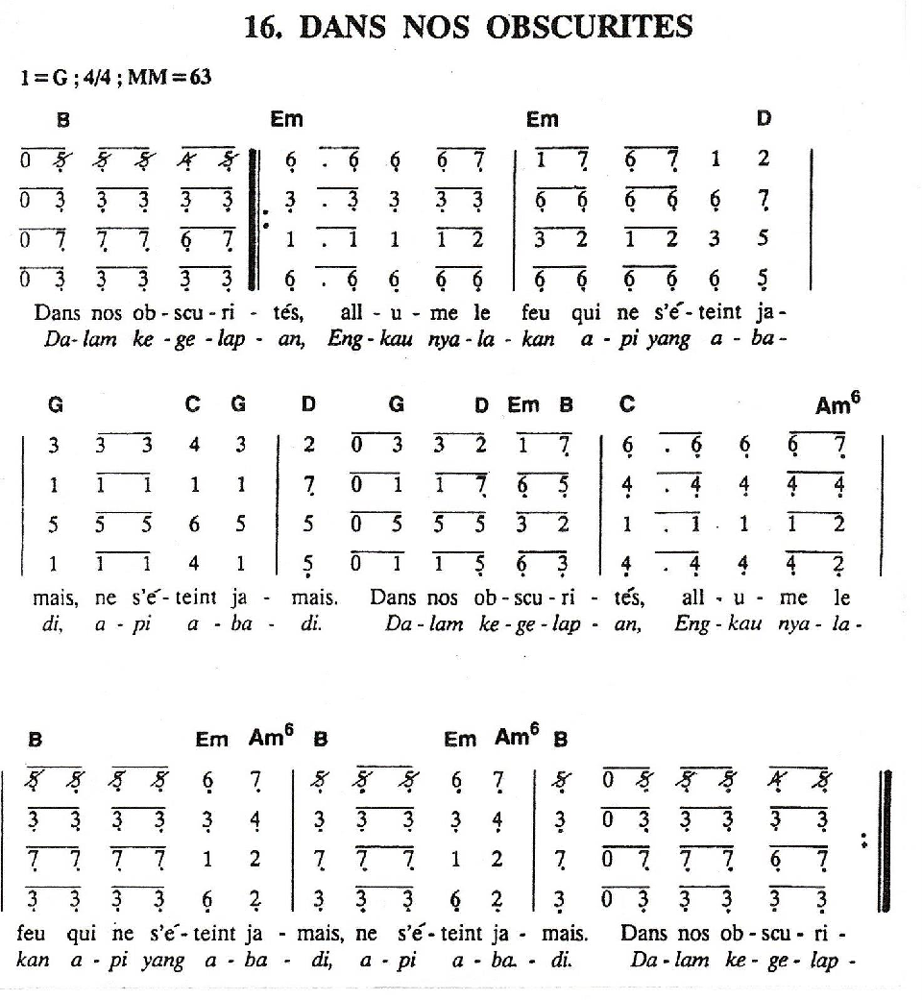 16. DANS NOS OBSCURITES
1=G ; 4/4 ; MM=63
B Em Em D
0 5 5 5 4 5 6 . 6 6 6 7 1 7 6 7 1 2
0 3 3 3 3 3 3 . 3 3 3 3 6 6 6 6 6 7
0 7 7 7 6 7 1 . 1 1 1 2 3 2 1 2 3 5
0 3 3 3 3 3 6 . 6 6 6 6 6 6 6 6 6 5
Dans nos ob - scu - ri - tés, all - u - me le feu qui ne s'é - teint ja -
Da- lam ke - ge - lap - an, Eng - kau nya - la - kan a - pi yang a - ba -
G C G D G D Em B C Am6
3 3 3 4 3 2 0 3 3 2 1 7 6 . 6 6 6 7
1 1 1 1 1 7 0 1 1 7 6 5 4 . 4 4 4 4
5 5 5 6 5 5 0 5 5 5 3 2 1 . 1 1 1 2
1 1 1 4 1 5 0 1 1 5 6 3 4 . 4 4 4 2
mais, ne s'é - teint ja - mais. Dans nos ob - scu - ri - tés, all - u - me le
di, a - pi a - ba - di. Da - lam ke - ge - lap - an, Eng - kau nya - la -
B Em Am6 B Em Am6 B
5 5 5 5 6 7 5 5 5 6 7 5 0 5 5 5 4 5
3 3 3 3 3 4 3 3 3 3 4 3 0 3 3 3 3 3
7 7 7 7 1 2 7 7 7 1 2 7 0 7 7 7 6 7
3 3 3 3 6 2 3 3 3 6 2 3 0 3 3 3 3 3
feu qui ne s'é - teint ja - mais, ne s'é - teint ja - mais. Dans nos ob - scu - ri -
kan a - pi yang a - ba - di, a - pi a - ba - di. Da - lam ke - ge - lap -